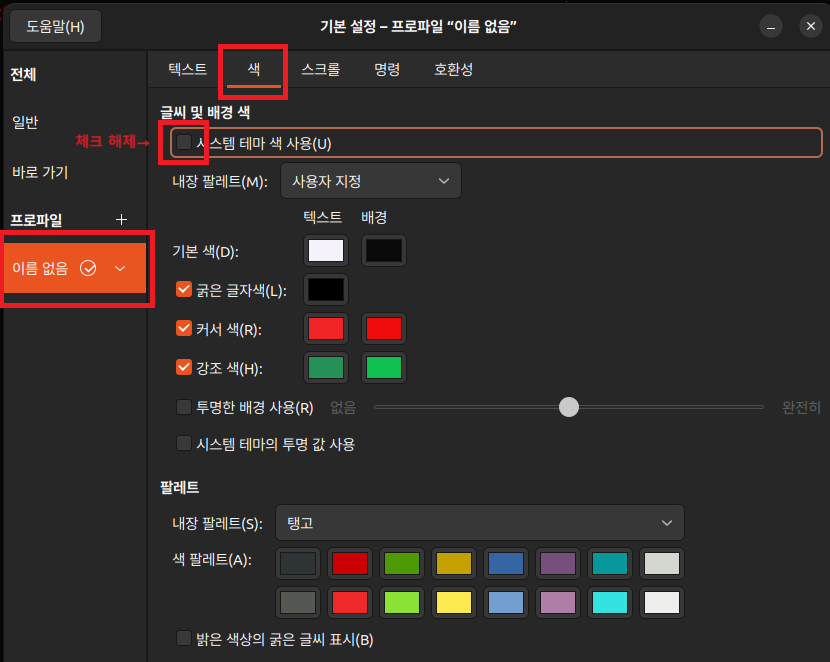 도움말(H)
기본 설정 – 프로파일 “이름 없음”
전체
일반
바로 가기
프로파일
이름 없음
텍스트 색 스크롤 명령 호환성
글씨 및 배경 색
체크 해제→
시스템 테마 색 사용(U)
내장 팔레트(M): 사용자 지정
텍스트 배경
기본 색(D):
굵은 글자색(L):
커서 색(R):
강조 색(H):
투명한 배경 사용(R) 없음 완전히
시스템 테마의 투명 값 사용
팔레트
내장 팔레트(S): 탱고
색 팔레트(A):
밝은 색상의 굵은 글씨 표시(B)